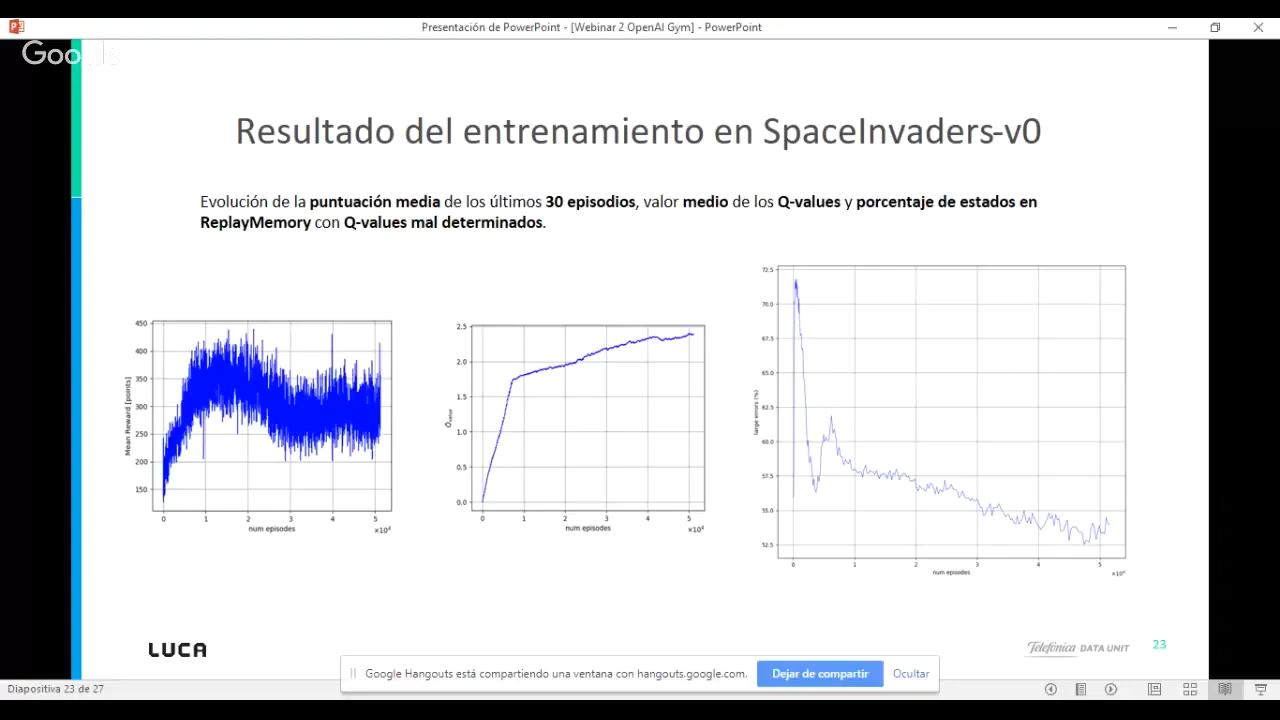 Presentación de PowerPoint - [Webinar 2 OpenAI Gym] - PowerPoint
Resultado del entrenamiento en SpaceInvaders-v0
Evolución de la puntuación media de los últimos 30 episodios, valor medio de los Q-values y porcentaje de estados en
ReplayMemory con Q-values mal determinados.
Mean Reward [points]
450
400
350
300
250
200
150
0 1 2 3 4 5
×10⁴
num episodes
2.5
2.0
1.5
1.0
0.5
0.0
0 1 2 3 4 5
×10⁴
num episodes
large errors (%)
72.5
70.0
67.5
65.0
62.5
60.0
57.5
55.0
52.5
0 1 2 3 4 5
×10⁴
num episodes
LUCA
Telefónica DATA UNIT
23
Google Hangouts está compartiendo una ventana con hangouts.google.com.
Dejar de compartir
Ocultar
Diapositiva 23 de 27